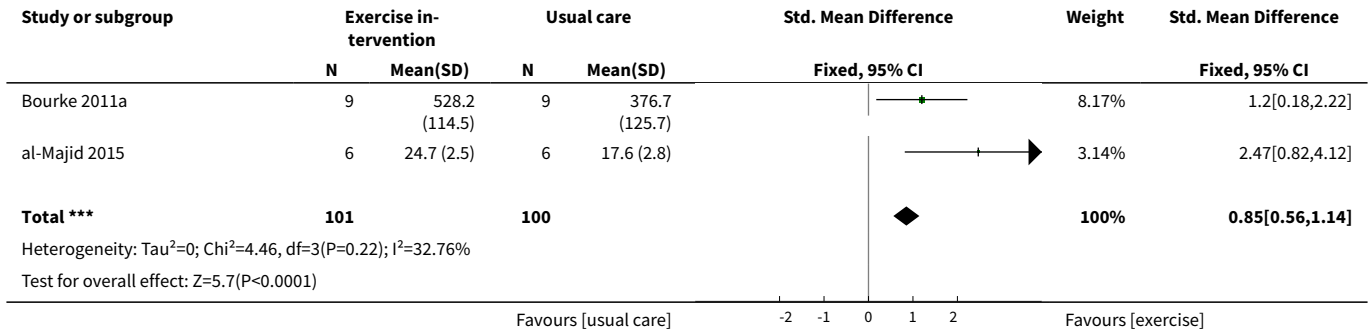 Study or subgroup Exercise in- Usual care Std. Mean Difference Weight Std. Mean Difference
tervention
N Mean(SD) N Mean(SD) Fixed, 95% CI Fixed, 95% CI
Bourke 2011a 9 528.2 9 376.7 8.17% 1.2[0.18,2.22]
(114.5) (125.7)
al-Majid 2015 6 24.7 (2.5) 6 17.6 (2.8) 3.14% 2.47[0.82,4.12]
Total *** 101 100 100% 0.85[0.56,1.14]
Heterogeneity: Tau²=0; Chi²=4.46, df=3(P=0.22); I²=32.76%
Test for overall effect: Z=5.7(P<0.0001)
Favours [usual care] -2 -1 0 1 2 Favours [exercise]